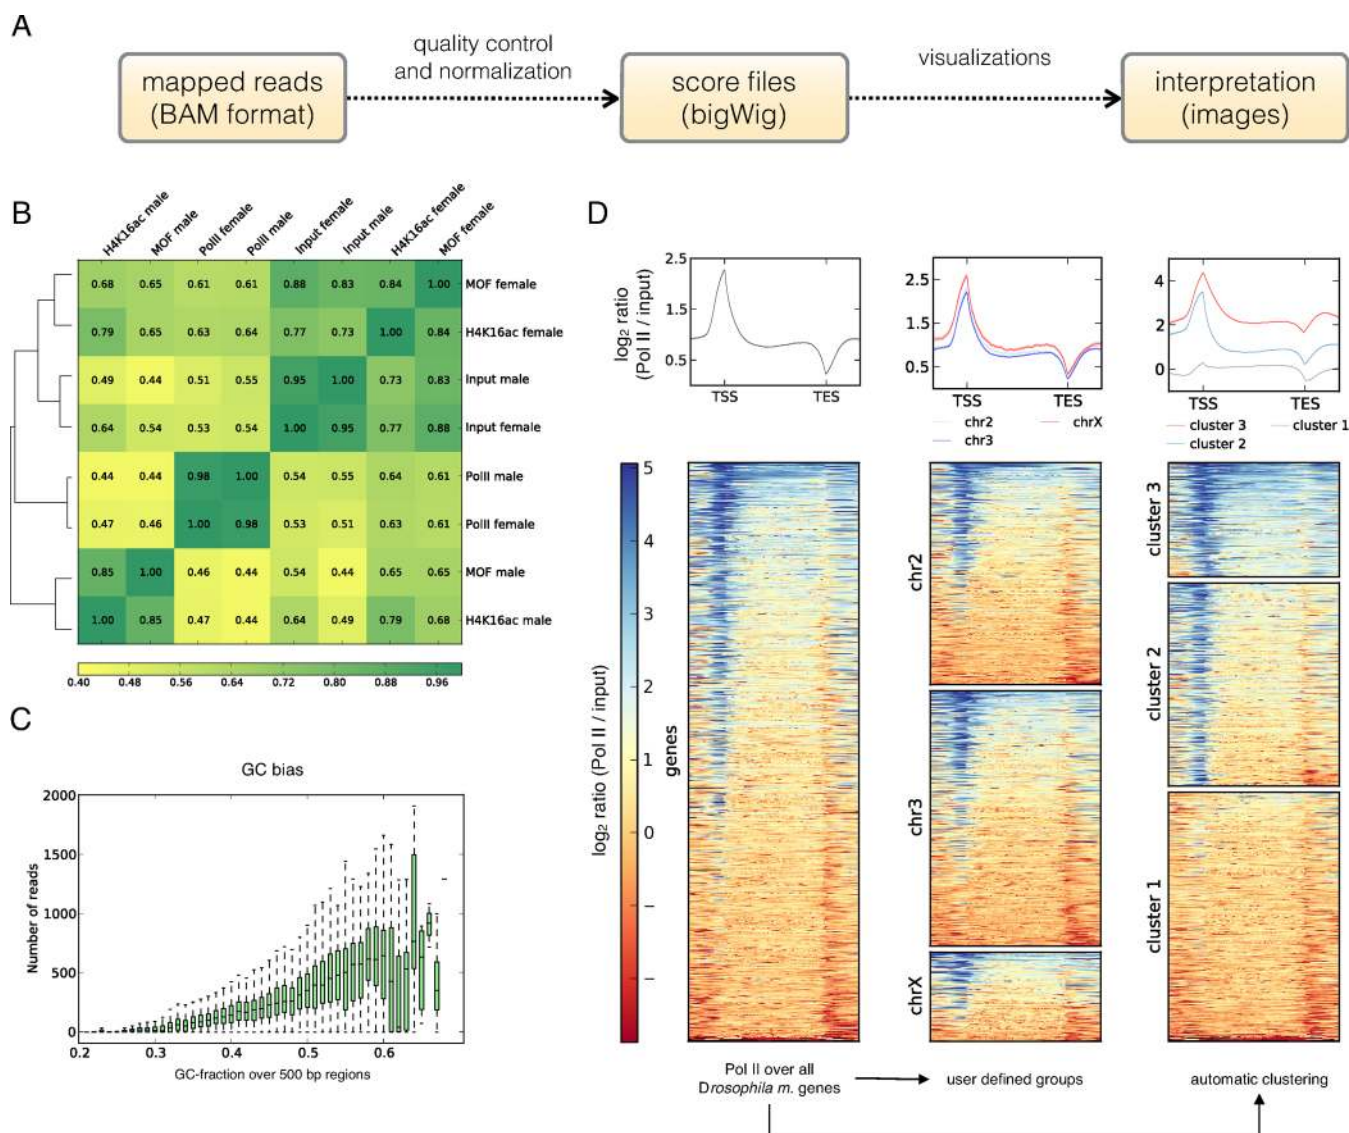 A
mapped reads
(BAM format)
quality control
and normalization
score files
(bigWig)
visualizations
interpretation
(images)
B
H4K16ac male
MOF male
PolII female
PolII male
Input female
Input male
H4K16ac female
MOF female
0.68 0.65 0.61 0.61 0.88 0.83 0.84 1.00 MOF female
0.79 0.65 0.63 0.64 0.77 0.73 1.00 0.84 H4K16ac female
0.49 0.44 0.51 0.55 0.95 1.00 0.73 0.83 Input male
0.64 0.54 0.53 0.54 1.00 0.95 0.77 0.88 Input female
0.44 0.44 0.98 1.00 0.54 0.55 0.64 0.61 PolII male
0.47 0.46 1.00 0.98 0.53 0.51 0.63 0.61 PolII female
0.85 1.00 0.46 0.44 0.54 0.44 0.65 0.65 MOF male
1.00 0.85 0.47 0.44 0.64 0.49 0.79 0.68 H4K16ac male
0.40 0.48 0.56 0.64 0.72 0.80 0.88 0.96
C
GC bias
Number of reads
2000
1500
1000
500
0
0.2 0.3 0.4 0.5 0.6
GC-fraction over 500 bp regions
D
log2 ratio
(Pol II / input)
2.5
1.5
0.5
TSS TES
2.5
1.5
0.5
TSS TES
chr2 chrX
chr3
4
2
0
TSS TES
cluster 3 cluster 1
cluster 2
log2 ratio (Pol II / input)
5
4
3
2
1
0
−
−
genes
chr2
chr3
chrX
cluster 3
cluster 2
cluster 1
Pol II over all
Drosophila m. genes
user defined groups
automatic clustering